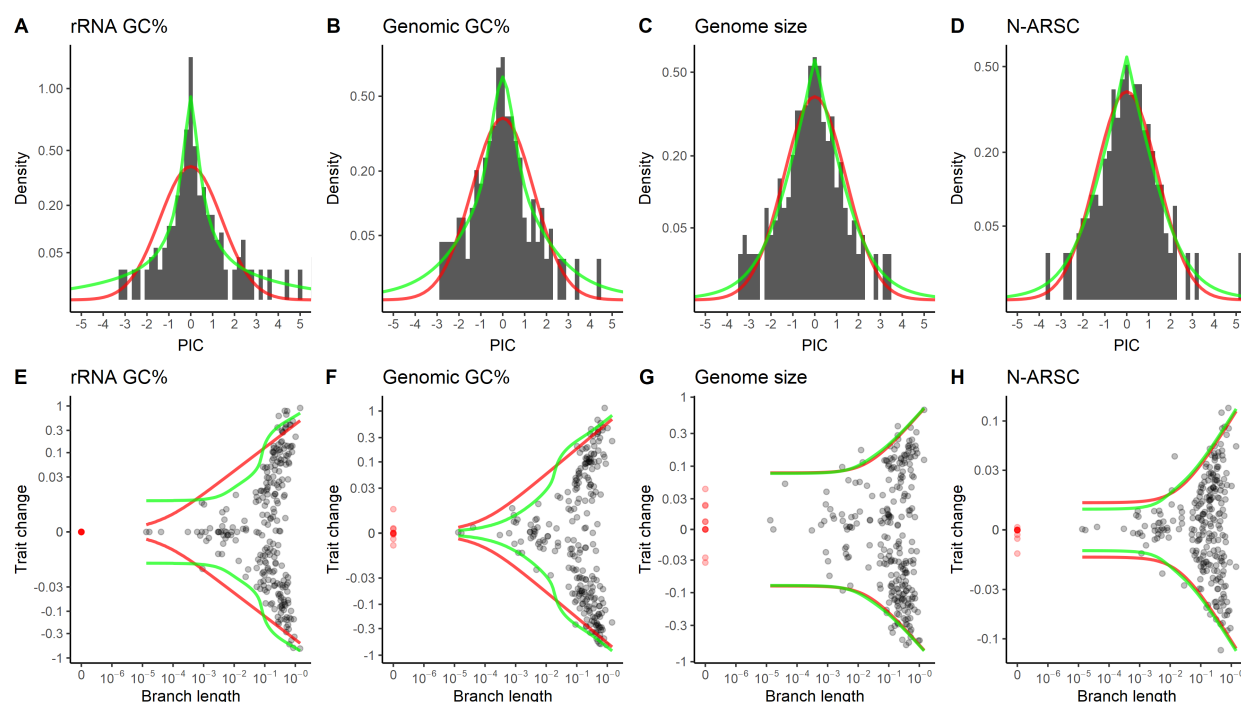 A rRNA GC%
B Genomic GC%
C Genome size
D N-ARSC
Density
1.00
0.50
0.20
0.05
-5 -4 -3 -2 -1 0 1 2 3 4 5
PIC
Density
0.50
0.20
0.05
-5 -4 -3 -2 -1 0 1 2 3 4 5
PIC
Density
0.50
0.20
0.05
-5 -4 -3 -2 -1 0 1 2 3 4 5
PIC
Density
0.50
0.20
0.05
-5 -4 -3 -2 -1 0 1 2 3 4 5
PIC
E rRNA GC%
F Genomic GC%
G Genome size
H N-ARSC
Trait change
1
0.3
0.1
0.03
0
-0.03
-0.1
-0.3
-1
0 10⁻⁶ 10⁻⁵ 10⁻⁴ 10⁻³ 10⁻² 10⁻¹ 10⁻⁰
Branch length
Trait change
1
0.3
0.1
0.03
0
-0.03
-0.1
-0.3
-1
0 10⁻⁶ 10⁻⁵ 10⁻⁴ 10⁻³ 10⁻² 10⁻¹ 10⁻⁰
Branch length
Trait change
1
0.3
0.1
0.03
0
-0.03
-0.1
-0.3
-1
0 10⁻⁶ 10⁻⁵ 10⁻⁴ 10⁻³ 10⁻² 10⁻¹ 10⁻⁰
Branch length
Trait change
0.1
0.03
0
-0.03
-0.1
0 10⁻⁶ 10⁻⁵ 10⁻⁴ 10⁻³ 10⁻² 10⁻¹ 10⁻⁰
Branch length